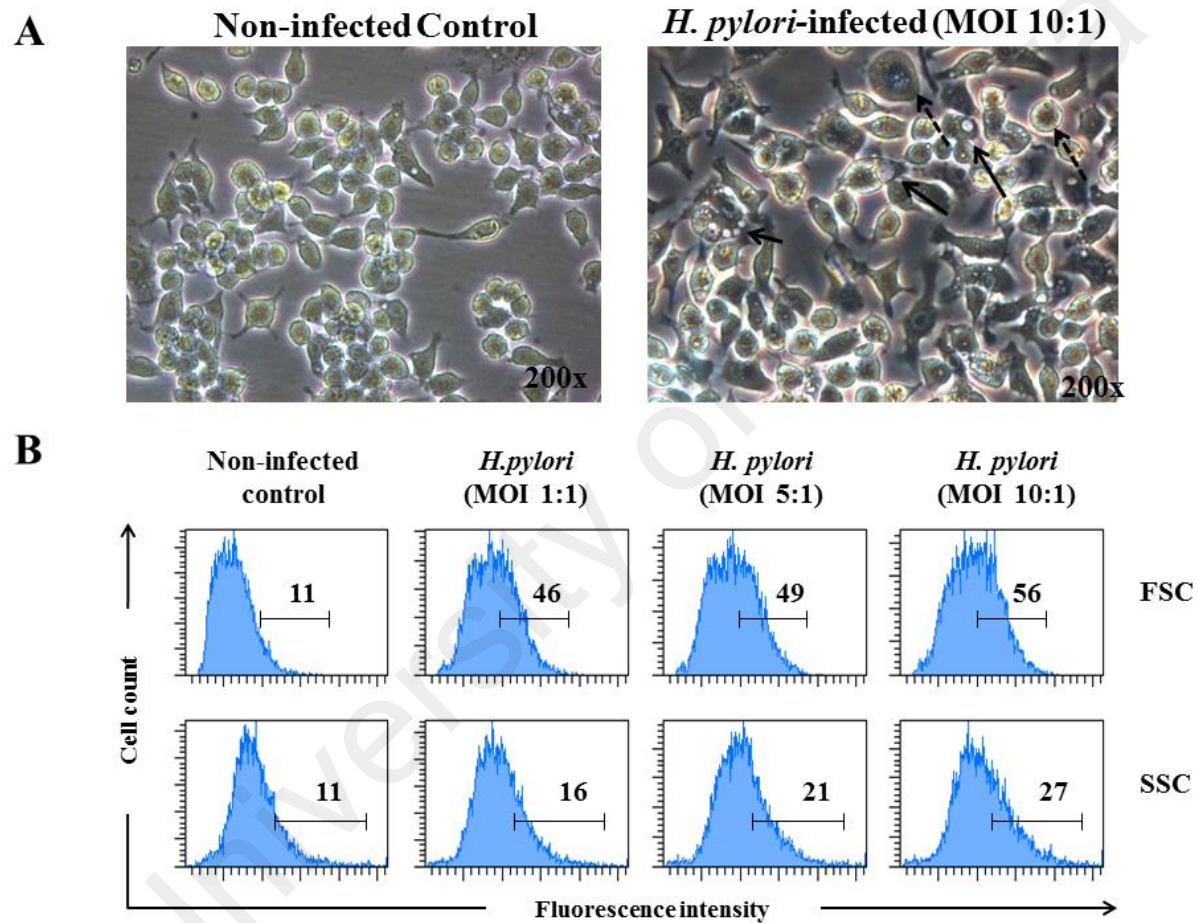 A
Non-infected Control
H. pylori-infected (MOI 10:1)
200x
200x
B
Non-infected
control
H.pylori
(MOI 1:1)
H. pylori
(MOI 5:1)
H. pylori
(MOI 10:1)
11
46
49
56
FSC
Cell count
11
16
21
27
SSC
Fluorescence intensity
University of